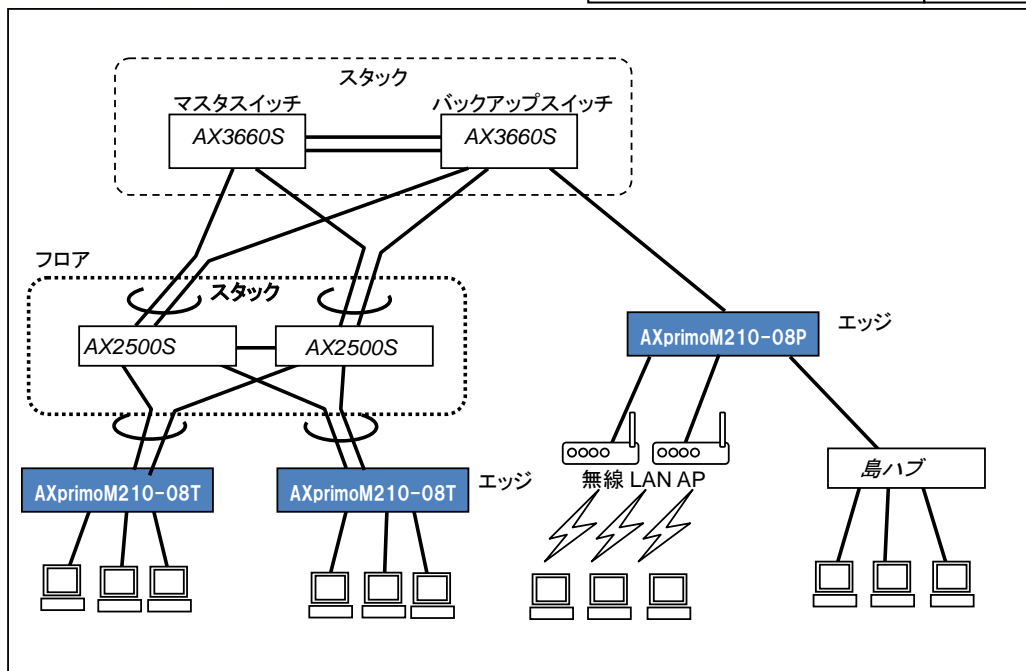 スタック
マスタスイッチ
バックアップスイッチ
AX3660S
AX3660S
フロア
スタック
AX2500S
AX2500S
AXprimoM210-08P
エッジ
AXprimoM210-08T
AXprimoM210-08T
エッジ
無線 LAN AP
島ハブ